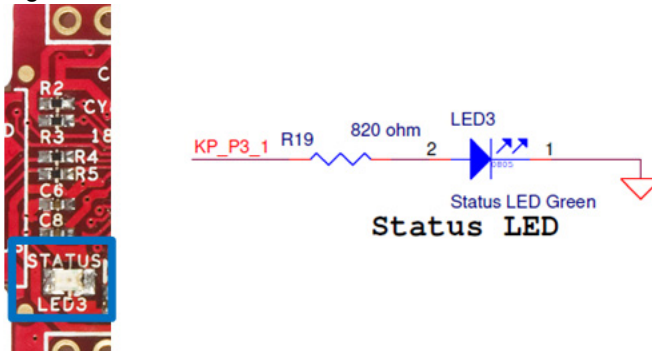 R2
CY
R3 18
R4
R5
C6
C8
STATUS
LED3
KP_P3_1 R19 820 ohm 2 LED3 1
0805
Status LED Green
Status LED